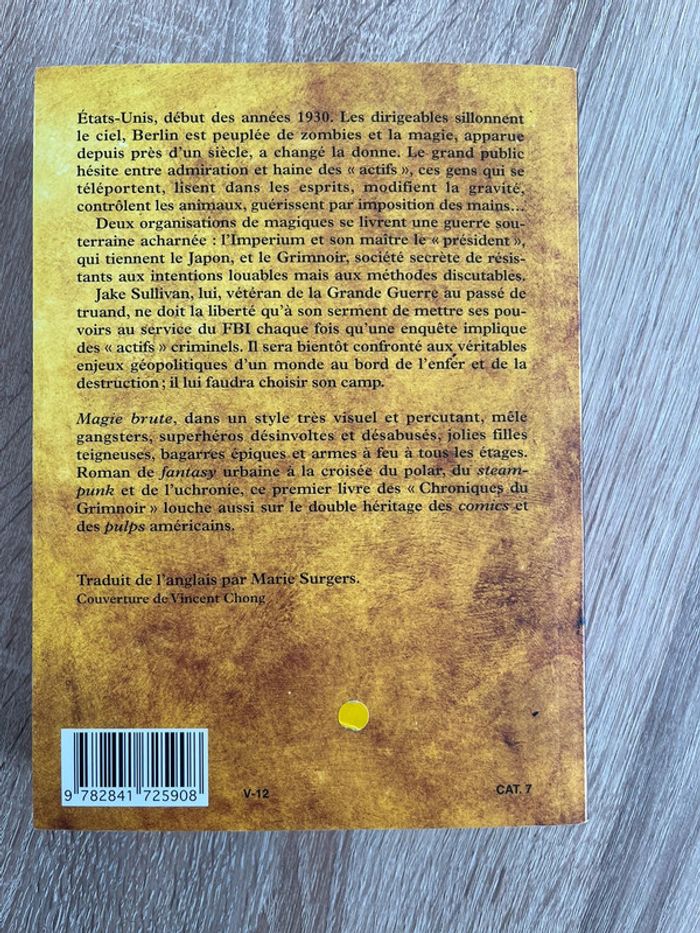 États-Unis, début des années 1930. Les dirigeables sillonnent
le ciel, Berlin est peuplée de zombies et la magie, apparue
depuis près d'un siècle, a changé la donne. Le grand public
hésite entre admiration et haine des « actifs », ces gens qui se
téléportent, lisent dans les esprits, modifient la gravité,
contrôlent les animaux, guérissent par imposition des mains...
Deux organisations de magiques se livrent une guerre sou-
terraine acharnée : l'Imperium et son maître le « président »,
qui tiennent le Japon, et le Grimnoir, société secrète de résis-
tants aux intentions louables mais aux méthodes discutables.
Jake Sullivan, lui, vétéran de la Grande Guerre au passé de
truand, ne doit la liberté qu'à son serment de mettre ses pou-
voirs au service du FBI chaque fois qu'une enquête implique
des « actifs » criminels. Il sera bientôt confronté aux véritables
enjeux géopolitiques d'un monde au bord de l'enfer et de la
destruction ; il lui faudra choisir son camp.
Magie brute, dans un style très visuel et percutant, mêle
gangsters, superhéros désinvoltes et désabusés, jolies filles
teigneuses, bagarres épiques et armes à feu à tous les étages.
Roman de fantasy urbaine à la croisée du polar, du steam-
punk et de l'uchronie, ce premier livre des « Chroniques du
Grimnoir » louche aussi sur le double héritage des comics et
des pulps américains.
Traduit de l'anglais par Marie Surgers.
Couverture de Vincent Chong
9 782841 725908
V-12
CAT. 7